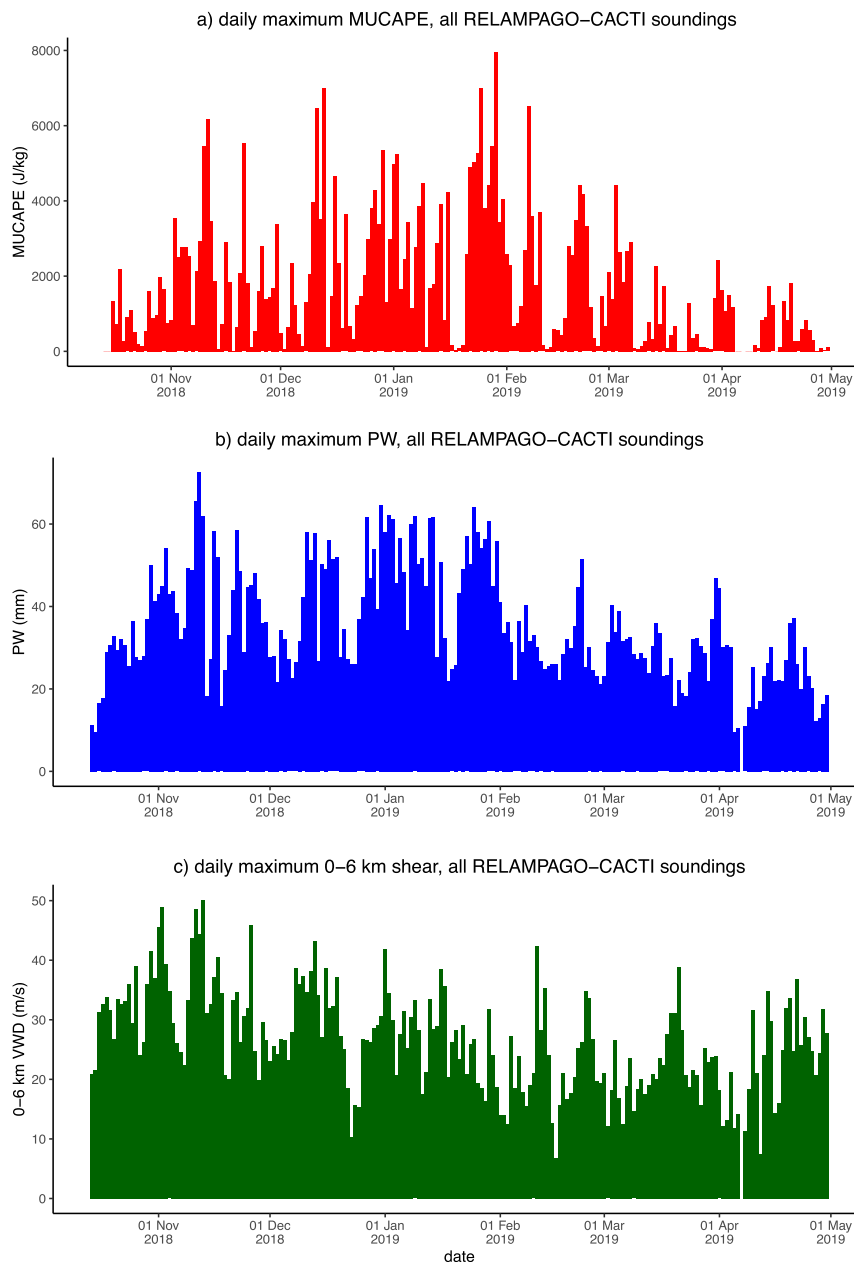 a) daily maximum MUCAPE, all RELAMPAGO−CACTI soundings
8000
6000
4000
2000
0
MUCAPE (J/kg)
01 Nov 01 Dec 01 Jan 01 Feb 01 Mar 01 Apr 01 May
2018 2018 2019 2019 2019 2019 2019
b) daily maximum PW, all RELAMPAGO−CACTI soundings
60
40
20
0
PW (mm)
01 Nov 01 Dec 01 Jan 01 Feb 01 Mar 01 Apr 01 May
2018 2018 2019 2019 2019 2019 2019
c) daily maximum 0−6 km shear, all RELAMPAGO−CACTI soundings
50
40
30
20
10
0
0−6 km VWD (m/s)
01 Nov 01 Dec 01 Jan 01 Feb 01 Mar 01 Apr 01 May
2018 2018 2019 2019 2019 2019 2019
date